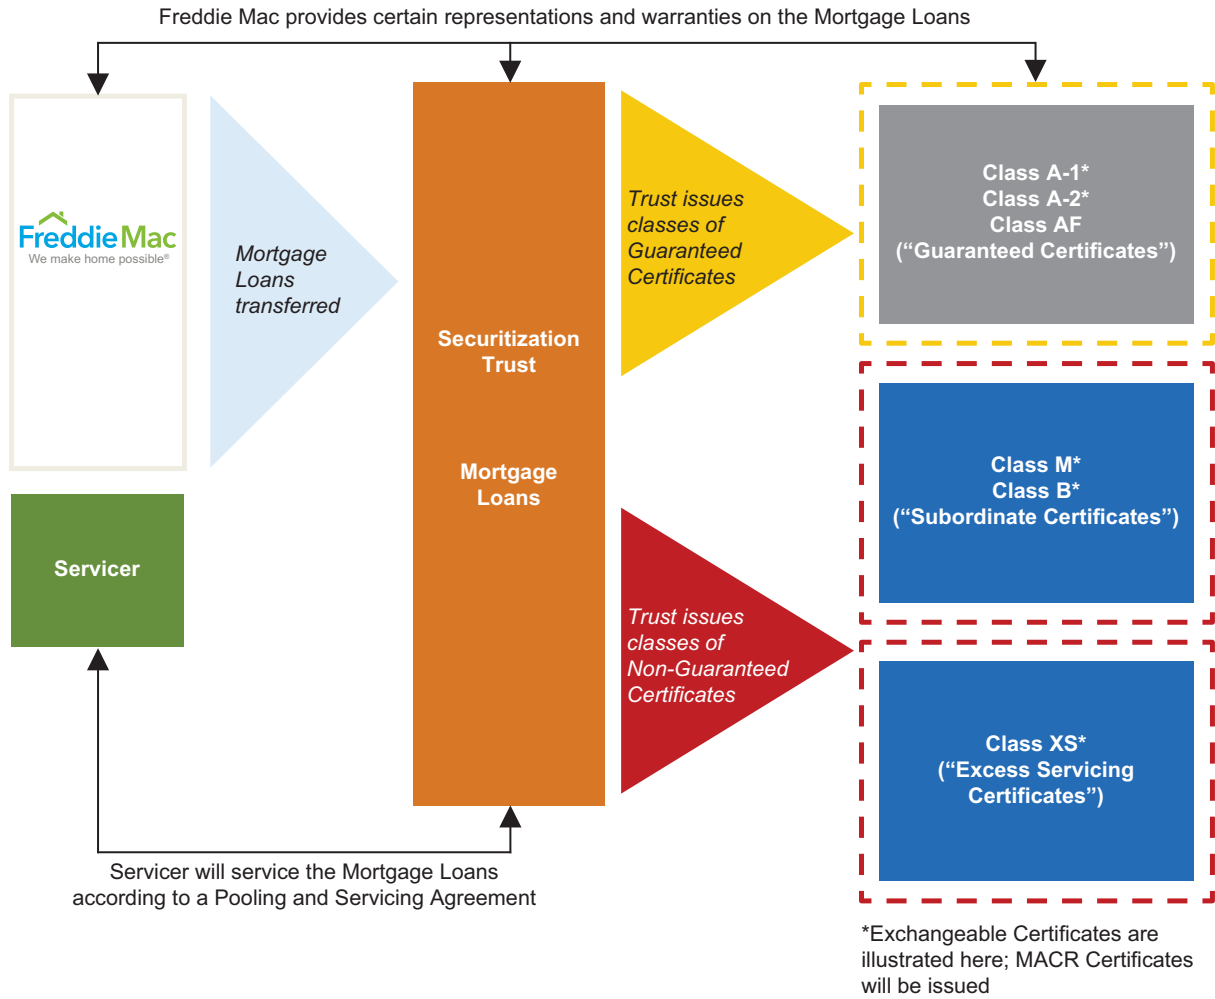 Freddie Mac provides certain representations and warranties on the Mortgage Loans
FreddieMac
We make home possible®
Mortgage
Loans
transferred
Securitization
Trust
Mortgage
Loans
Trust issues
classes of
Guaranteed
Certificates
Class A-1*
Class A-2*
Class AF
(“Guaranteed Certificates”)
Class M*
Class B*
(“Subordinate Certificates”)
Servicer
Trust issues
classes of
Non-Guaranteed
Certificates
Class XS*
(“Excess Servicing
Certificates”)
Servicer will service the Mortgage Loans
according to a Pooling and Servicing Agreement
*Exchangeable Certificates are
illustrated here; MACR Certificates
will be issued